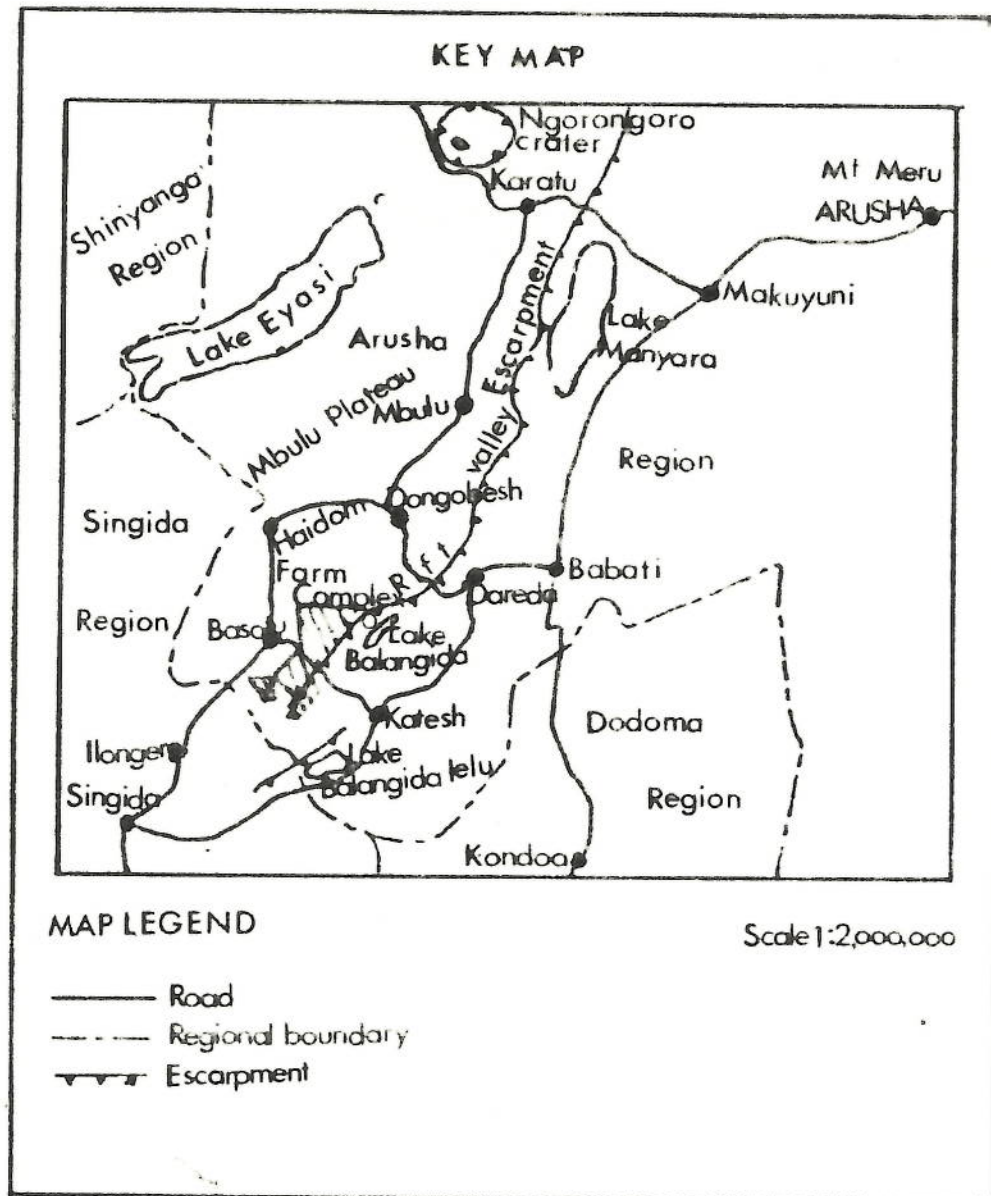 KEY MAP
Ngorongoro
crater
Karatu
Mt Meru
ARUSHA
Shinyanga
Region
Lake Eyasi
Makuyuni
Lake
Manyara
Arusha
Mbulu Plateau
Mbulu
Rift valley Escarpment
Region
Singida
Region
Haidom
Dongobesh
Farm
Complex
Babati
Dareda
Lake
Balangida
Katesh
Dodoma
Region
Lake
Balangida lelu
Singida
Kondoa
MAP LEGEND
Scale 1:2,000,000
Road
Regional boundary
Escarpment